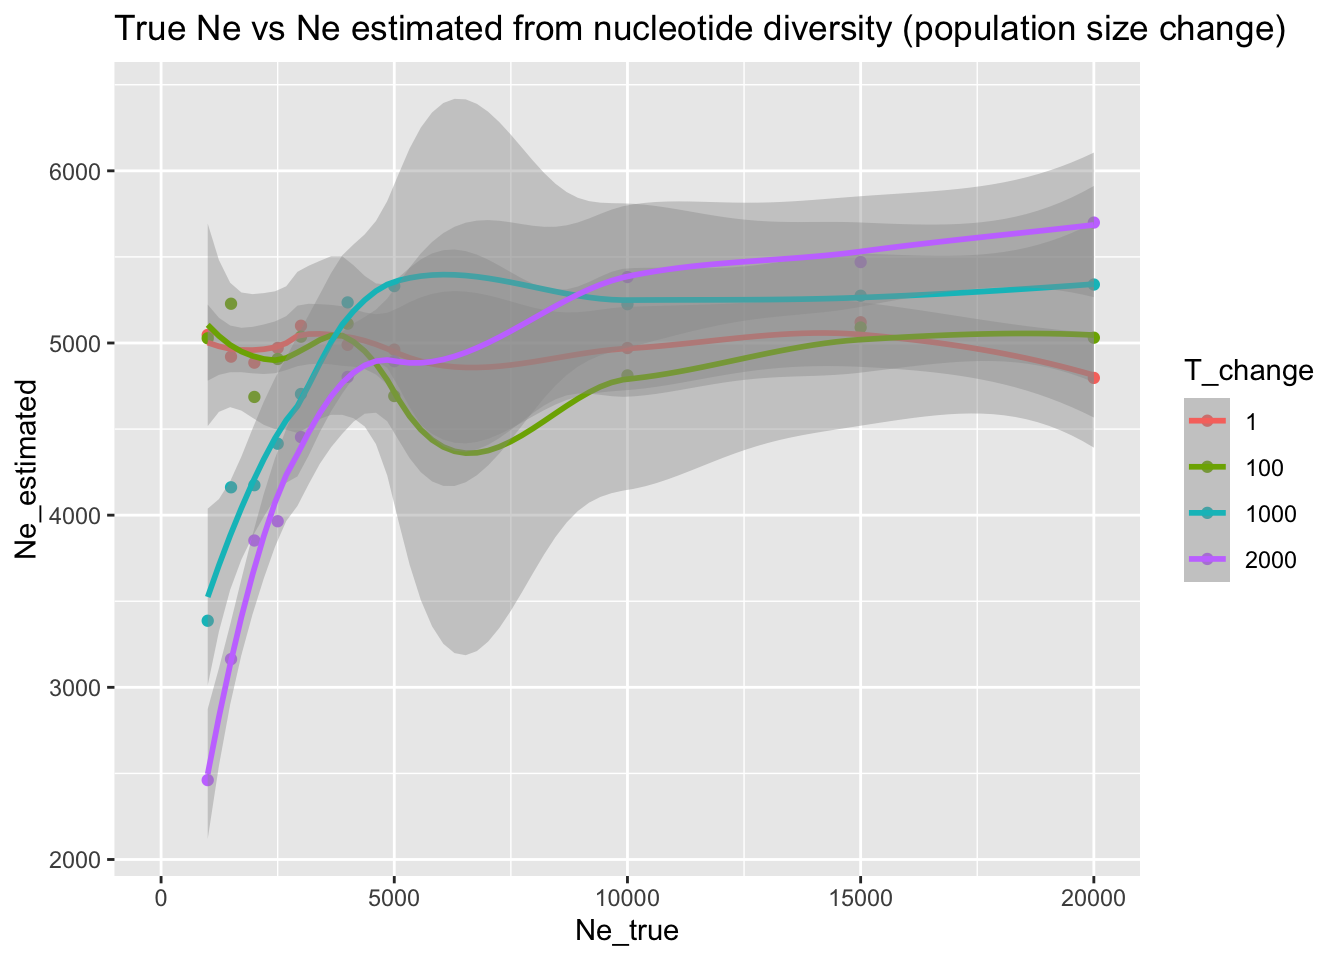 True Ne vs Ne estimated from nucleotide diversity (population size change)
6000
5000
4000
3000
2000
Ne_estimated
0 5000 10000 15000 20000
Ne_true
T_change
1
100
1000
2000